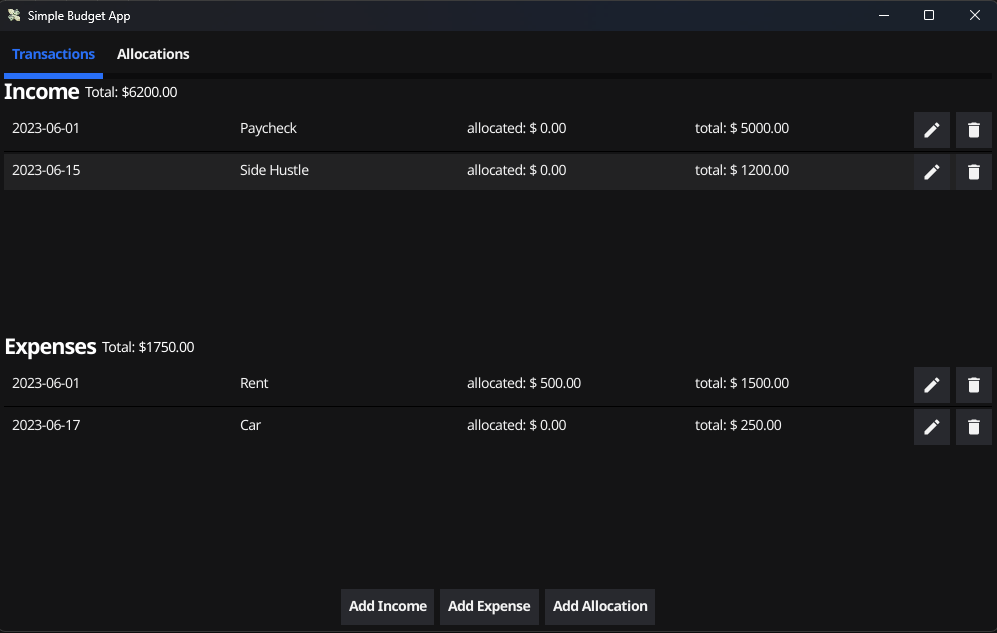 Simple Budget App
Transactions Allocations
Income Total: $6200.00
2023-06-01 Paycheck allocated: $ 0.00 total: $ 5000.00
2023-06-15 Side Hustle allocated: $ 0.00 total: $ 1200.00
Expenses Total: $1750.00
2023-06-01 Rent allocated: $ 500.00 total: $ 1500.00
2023-06-17 Car allocated: $ 0.00 total: $ 250.00
Add Income Add Expense Add Allocation